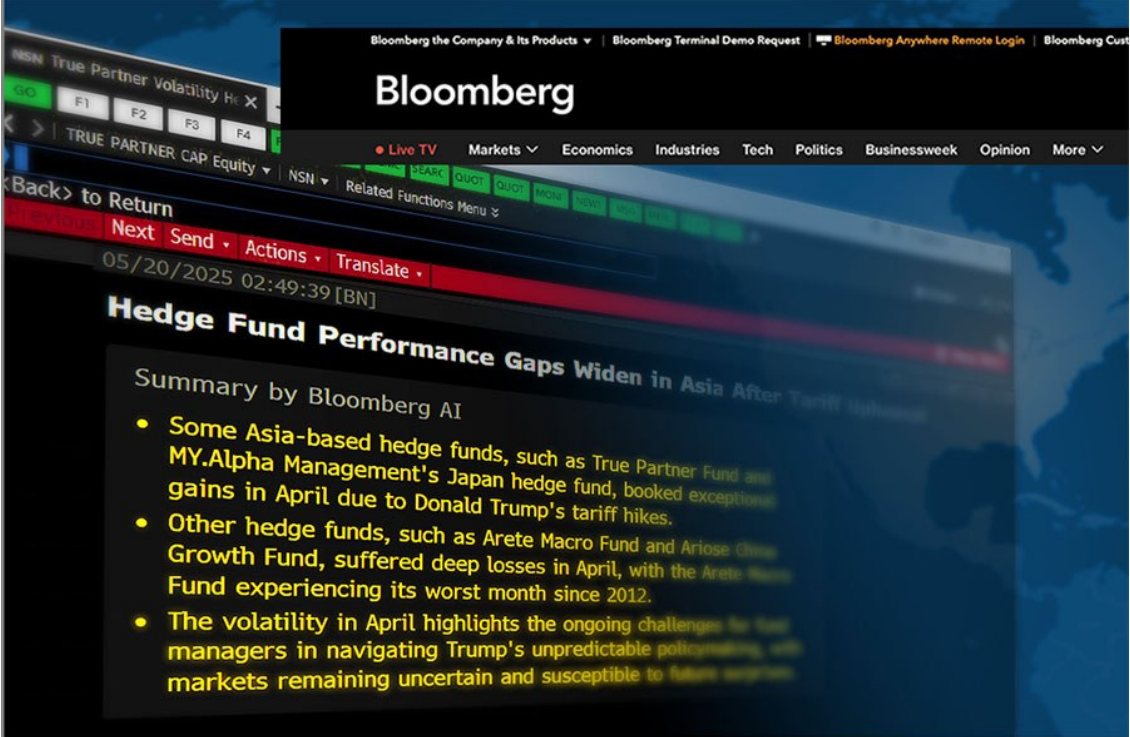 Bloomberg the Company & Its Products ▾ | Bloomberg Terminal Demo Request | Bloomberg Anywhere Remote Login | Bloomberg Cust
Bloomberg
• Live TV Markets Economics Industries Tech Politics Businessweek Opinion More
NSN True Partner Volatility He X
GO F1 F2 F3 F4
SEARC QUOT QUOT MONI NEWS
TRUE PARTNER CAP Equity ▾ NSN ▾ Related Functions Menu
<Back> to Return
Previous Next Send ▾ Actions ▾ Translate ▾
05/20/2025 02:49:39 [BN]
Hedge Fund Performance Gaps Widen in Asia After Tariff Upheaval
Summary by Bloomberg AI
• Some Asia-based hedge funds, such as True Partner Fund and
MY.Alpha Management's Japan hedge fund, booked exceptional
gains in April due to Donald Trump's tariff hikes.
• Other hedge funds, such as Arete Macro Fund and Ariose China
Growth Fund, suffered deep losses in April, with the Arete Macro
Fund experiencing its worst month since 2012.
• The volatility in April highlights the ongoing challenges for fund
managers in navigating Trump's unpredictable policymaking, with
markets remaining uncertain and susceptible to future surprises.